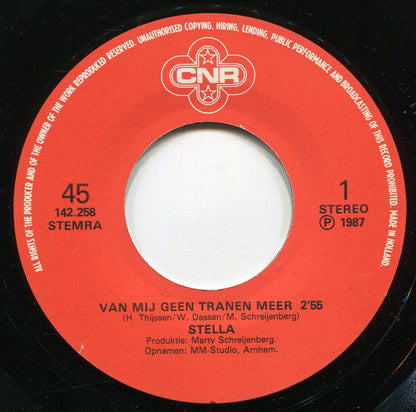 ALL RIGHTS OF THE PRODUCER AND OF THE OWNER OF THE WORK REPRODUCED RESERVED. UNAUTHORISED COPYING, HIRING, LENDING, PUBLIC PERFORMANCE AND BROADCASTING OF THIS RECORD PROHIBITED. MADE IN HOLLAND.
CNR
45
142.258
STEMRA
1
STEREO
Ⓟ 1987
VAN MIJ GEEN TRANEN MEER 2'55
(H. Thijssen/W. Dassen/M. Schreijenberg)
STELLA
Produktie: Marty Schreijenberg.
Opnamen: MM-Studio, Arnhem.